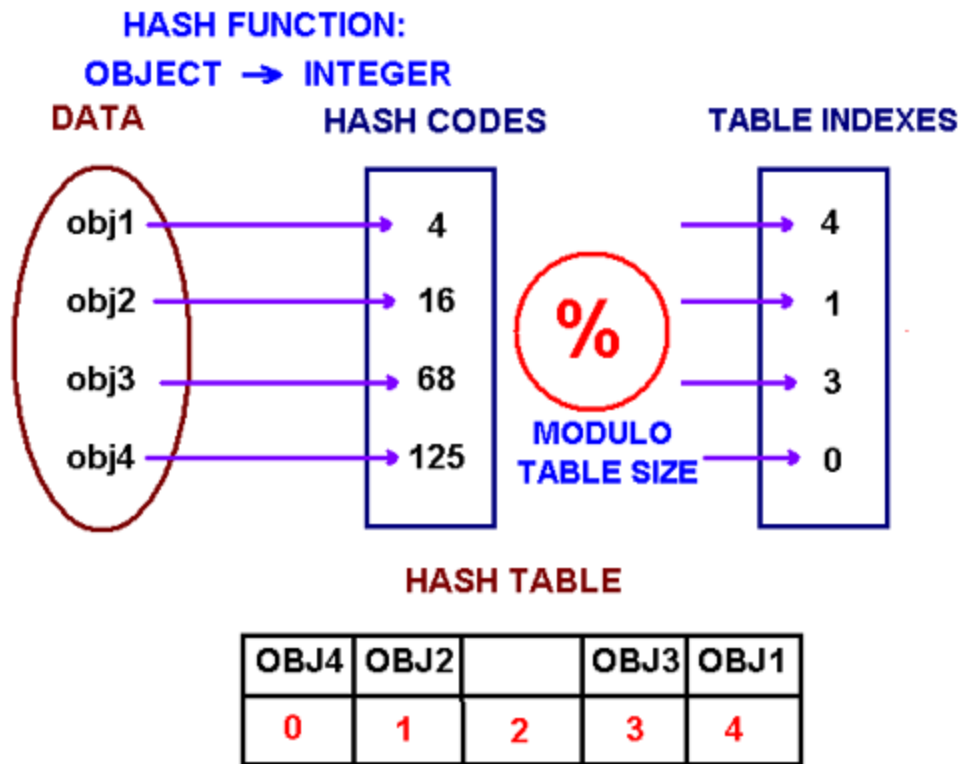 HASH FUNCTION:
OBJECT → INTEGER
DATA HASH CODES TABLE INDEXES
obj1 4 4
obj2 16 1
obj3 68 3
obj4 125 0
%
MODULO
TABLE SIZE
HASH TABLE
OBJ4 OBJ2 OBJ3 OBJ1
0 1 2 3 4